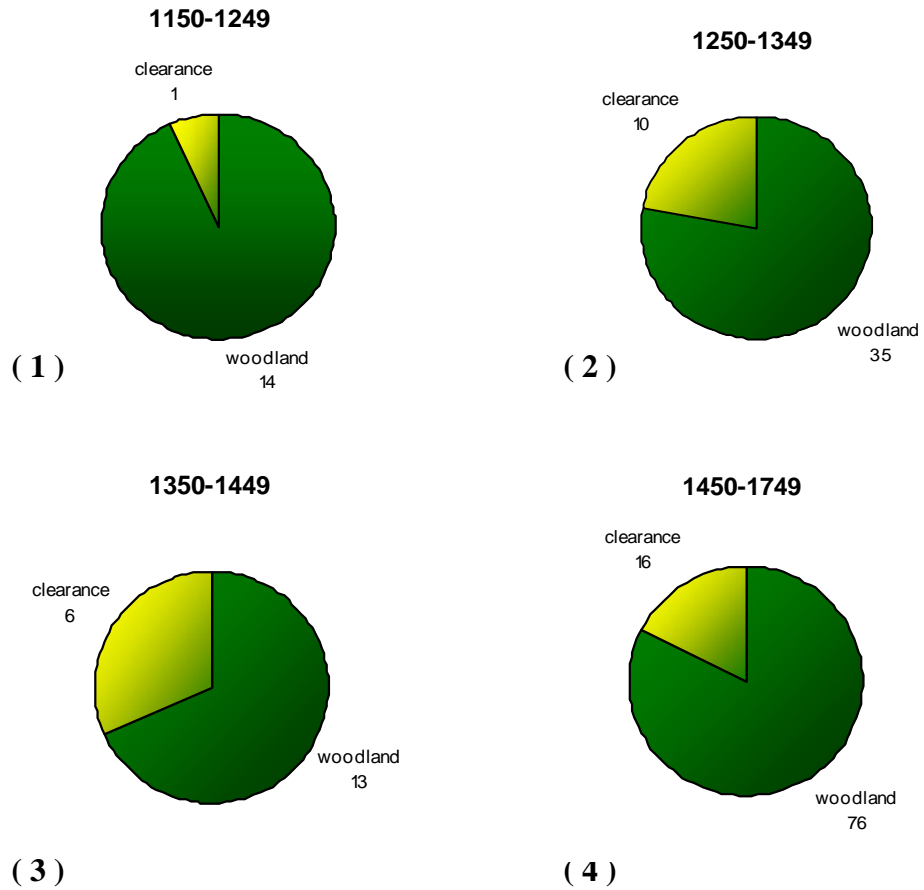 1150-1249
clearance
1
woodland
14
( 1 )
1250-1349
clearance
10
woodland
35
( 2 )
1350-1449
clearance
6
woodland
13
( 3 )
1450-1749
clearance
16
woodland
76
( 4 )